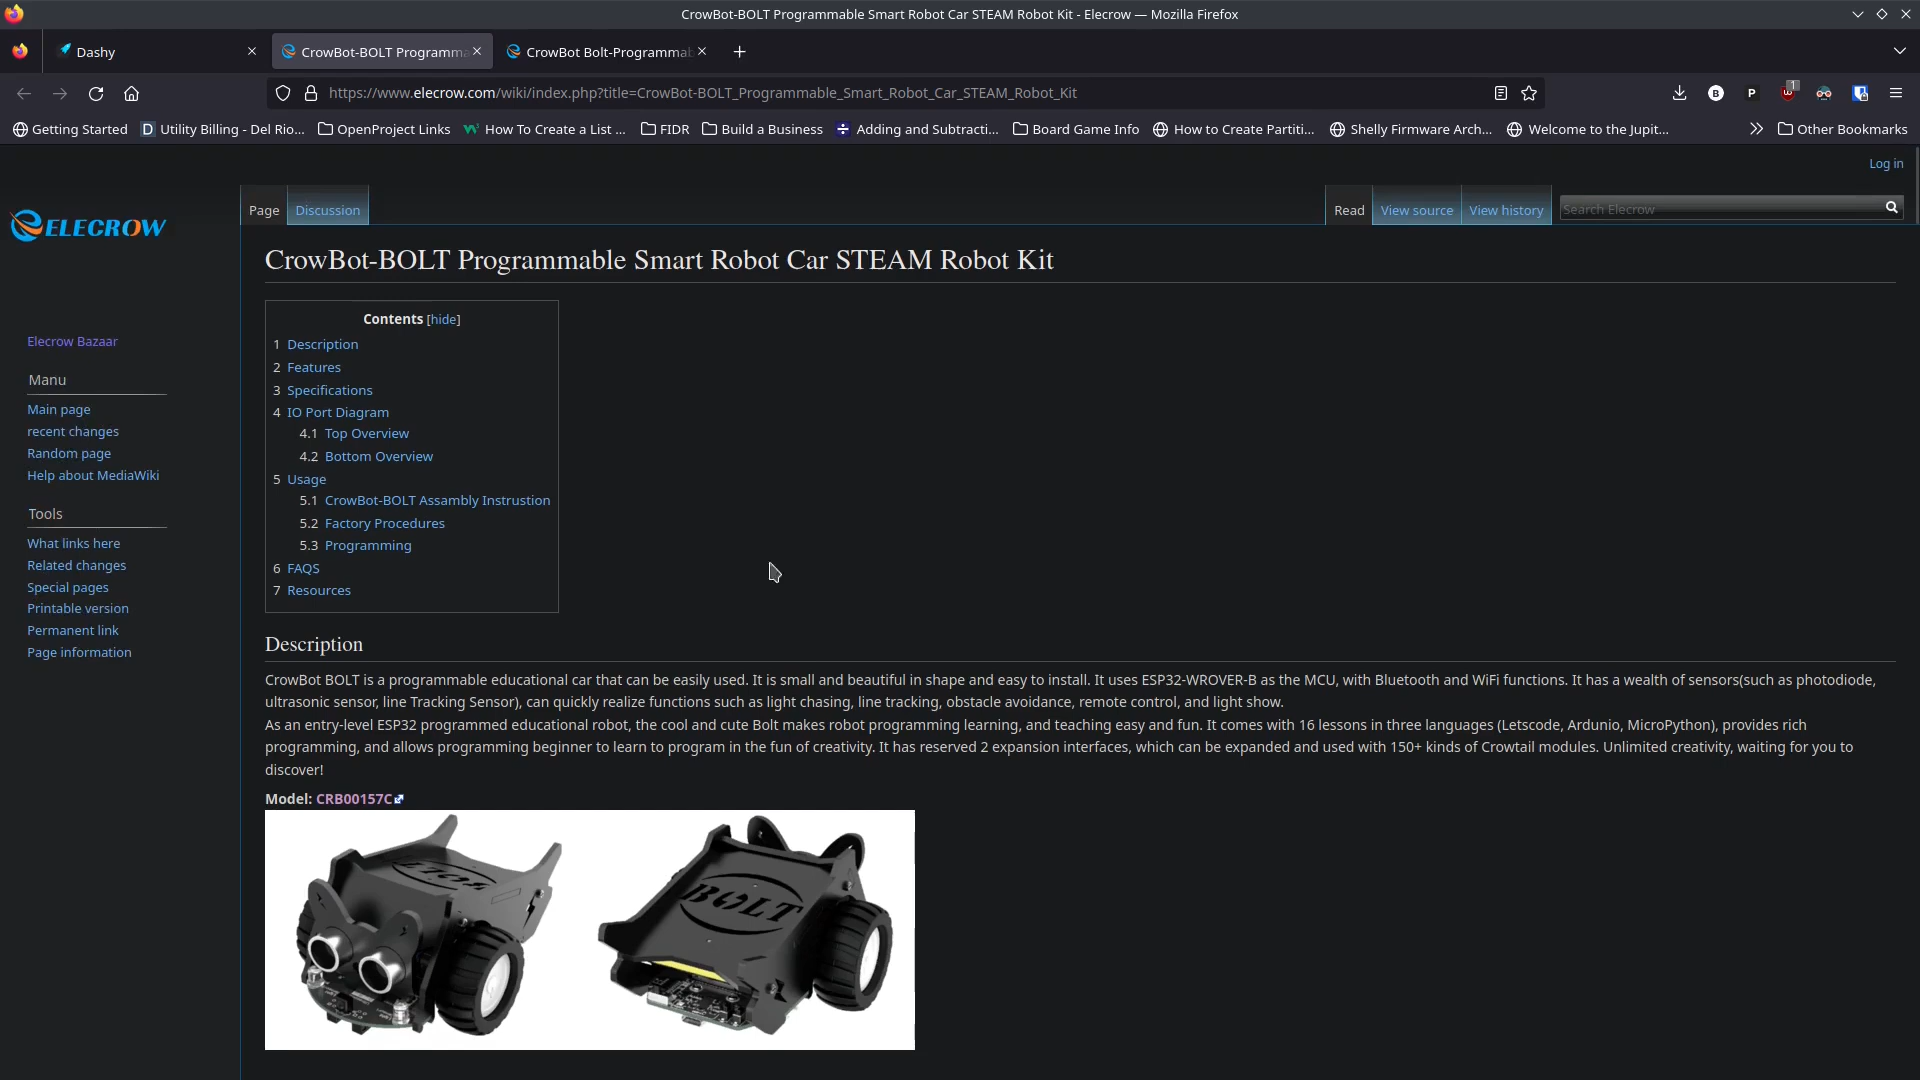 CrowBot-BOLT Programmable Smart Robot Car STEAM Robot Kit - Elecrow — Mozilla Firefox
Dashy
CrowBot-BOLT Programma
CrowBot Bolt-Programmab
https://www.elecrow.com/wiki/index.php?title=CrowBot-BOLT_Programmable_Smart_Robot_Car_STEAM_Robot_Kit
1
B
P
Getting Started
D Utility Billing - Del Rio...
OpenProject Links
How To Create a List ...
FIDR
Build a Business
Adding and Subtracti...
Board Game Info
How to Create Partiti...
Shelly Firmware Arch...
Welcome to the Jupit...
Other Bookmarks
Log in
ELECROW
Page
Discussion
Read
View source
View history
Search Elecrow
Elecrow Bazaar
Manu
Main page
recent changes
Random page
Help about MediaWiki
Tools
What links here
Related changes
Special pages
Printable version
Permanent link
Page information
CrowBot-BOLT Programmable Smart Robot Car STEAM Robot Kit
Contents [hide]
1 Description
2 Features
3 Specifications
4 IO Port Diagram
4.1 Top Overview
4.2 Bottom Overview
5 Usage
5.1 CrowBot-BOLT Assambly Instrustion
5.2 Factory Procedures
5.3 Programming
6 FAQS
7 Resources
Description
CrowBot BOLT is a programmable educational car that can be easily used. It is small and beautiful in shape and easy to install. It uses ESP32-WROVER-B as the MCU, with Bluetooth and WiFi functions. It has a wealth of sensors(such as photodiode,
ultrasonic sensor, line Tracking Sensor), can quickly realize functions such as light chasing, line tracking, obstacle avoidance, remote control, and light show.
As an entry-level ESP32 programmed educational robot, the cool and cute Bolt makes robot programming learning, and teaching easy and fun. It comes with 16 lessons in three languages (Letscode, Ardunio, MicroPython), provides rich
programming, and allows programming beginner to learn to program in the fun of creativity. It has reserved 2 expansion interfaces, which can be expanded and used with 150+ kinds of Crowtail modules. Unlimited creativity, waiting for you to
discover!
Model: CRB00157C
BOLT
BOLT